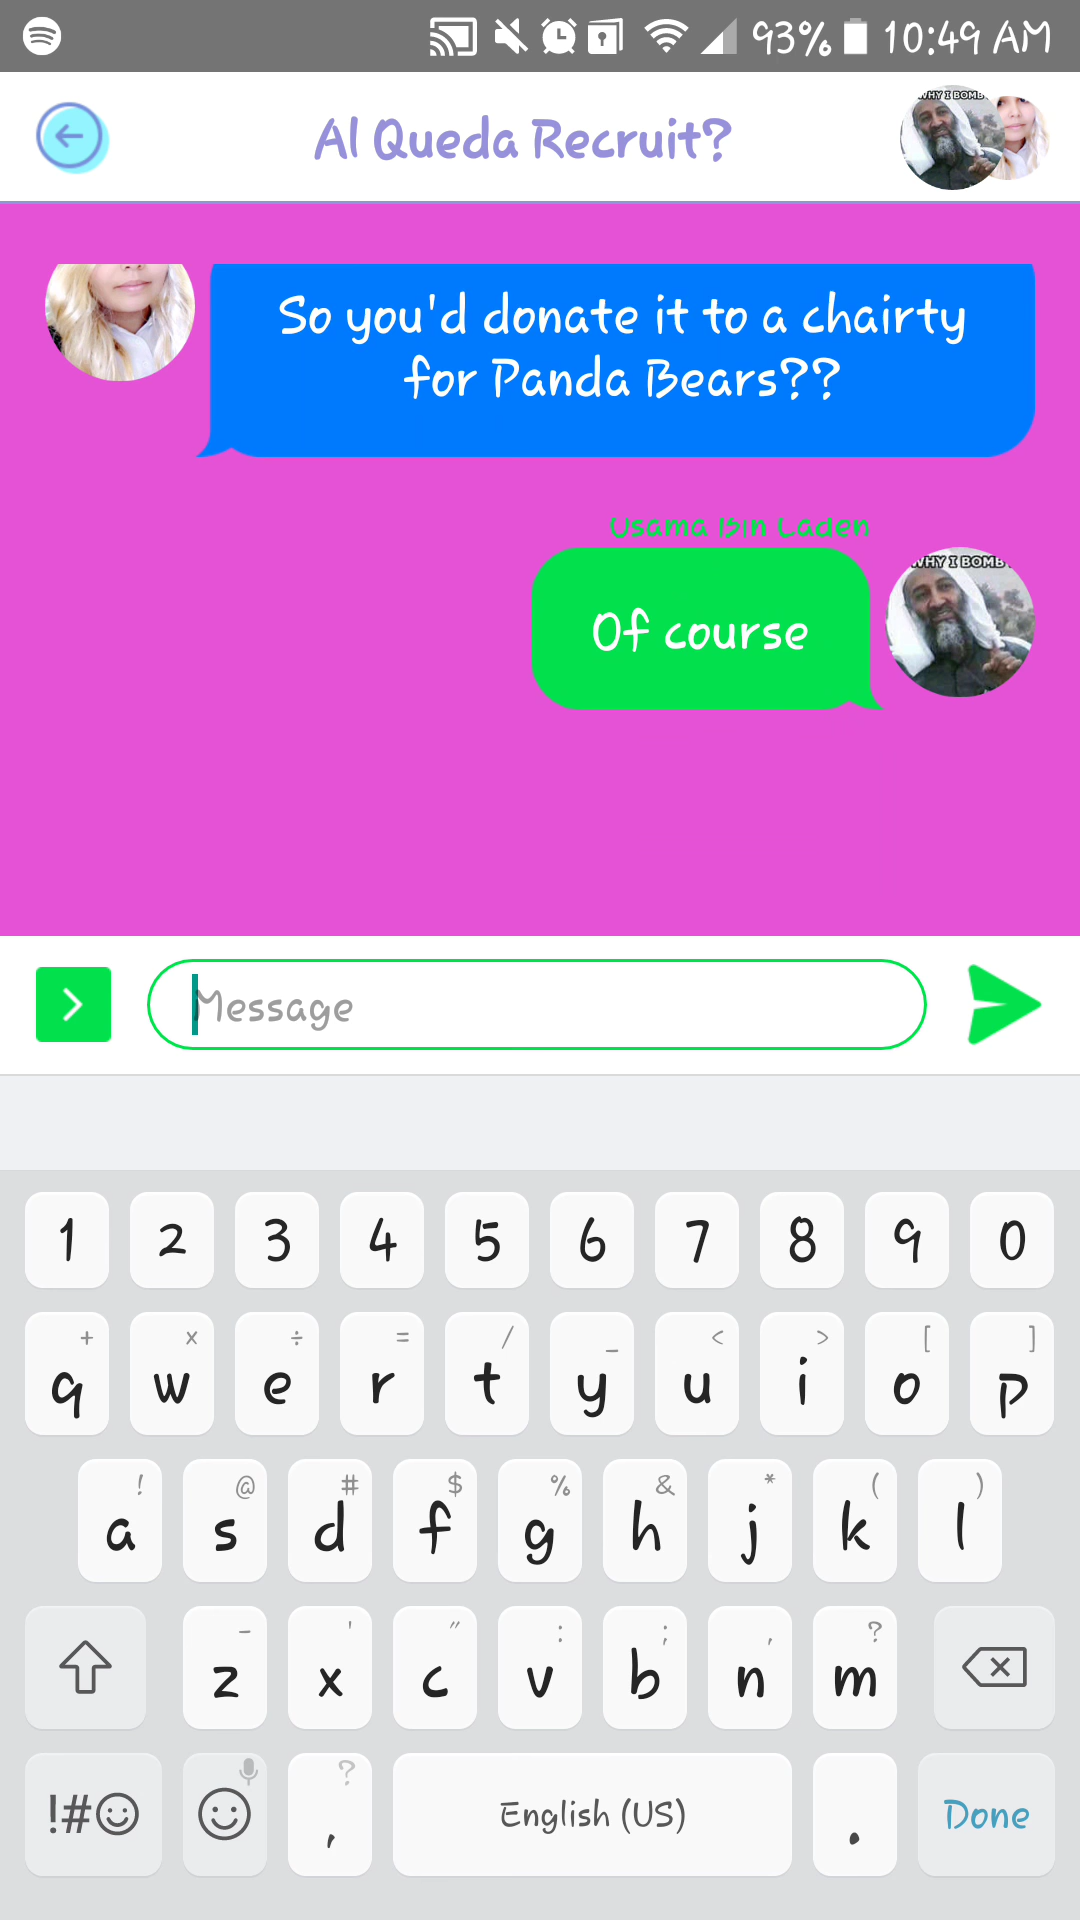 93% 10:49 AM
Al Queda Recruit?
WHY I BOMB
So you'd donate it to a chairty
for Panda Bears??
Usama Bin Laden
WHY I BOMB
Of course
Message
1 2 3 4 5 6 7 8 9 0
+ × ÷ = / _ < > [ ]
q w e r t y u i o p
! @ # $ % & * ( )
a s d f g h j k l
- ' " : ; , ?
z x c v b n m
?
!# , English (US) . Done